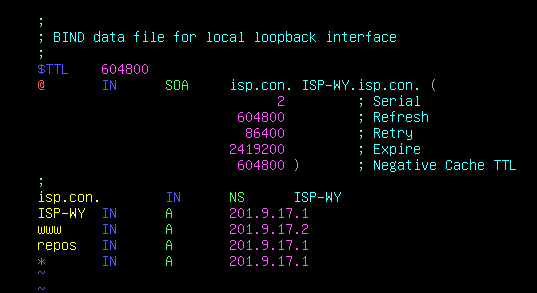 ;
; BIND data file for local loopback interface
;
$TTL    604800
@       IN      SOA     isp.con. ISP-WY.isp.con. (
                              2         ; Serial
                         604800         ; Refresh
                          86400         ; Retry
                        2419200         ; Expire
                         604800 )       ; Negative Cache TTL
;
isp.con.        IN      NS      ISP-WY
ISP-WY  IN      A       201.9.17.1
www     IN      A       201.9.17.2
repos   IN      A       201.9.17.1
*       IN      A       201.9.17.1
~
~